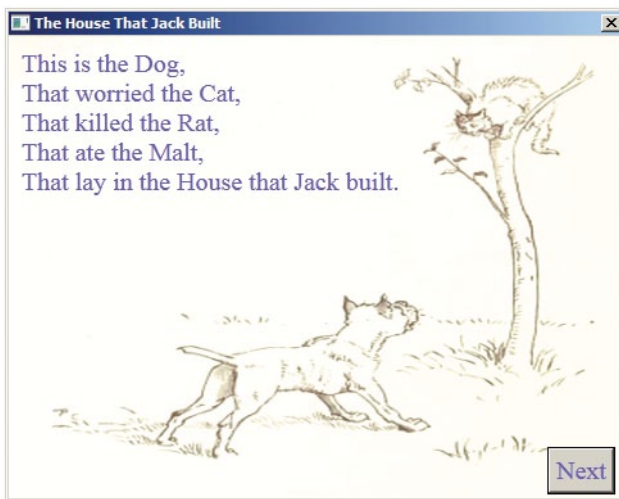 The House That Jack Built
This is the Dog,
That worried the Cat,
That killed the Rat,
That ate the Malt,
That lay in the House that Jack built.
Next